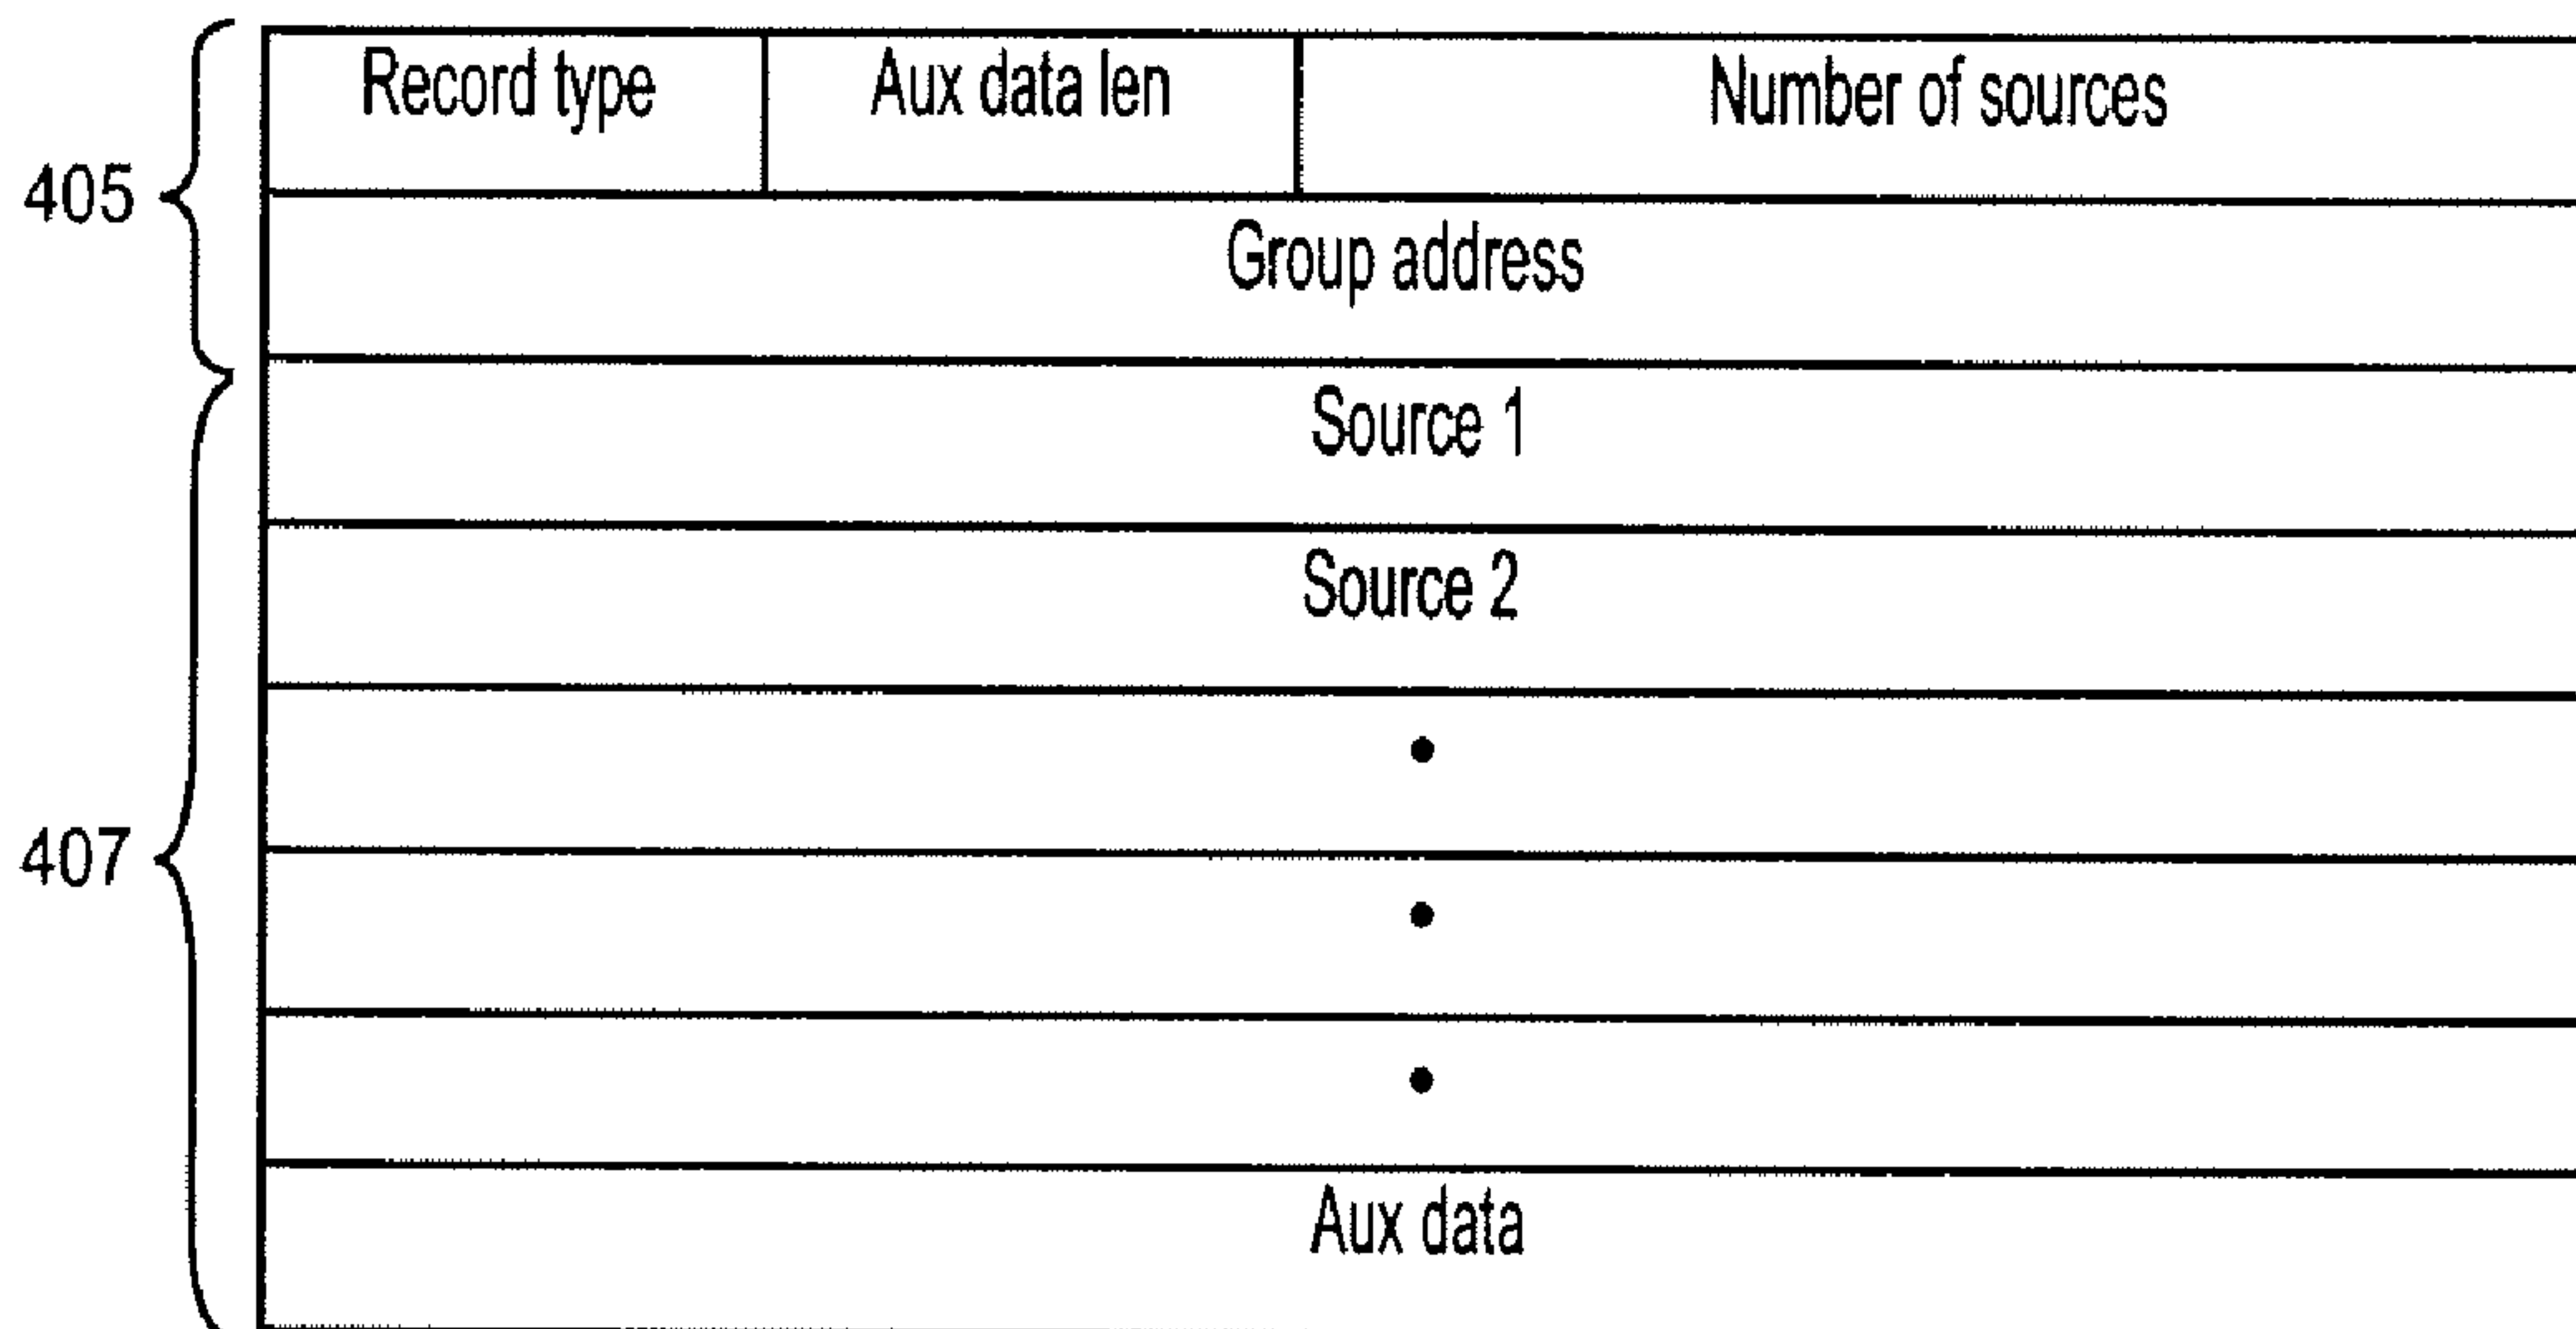 Record type Aux data len Number of sources
405
Group address
Source 1
Source 2
•
407
•
•
Aux data